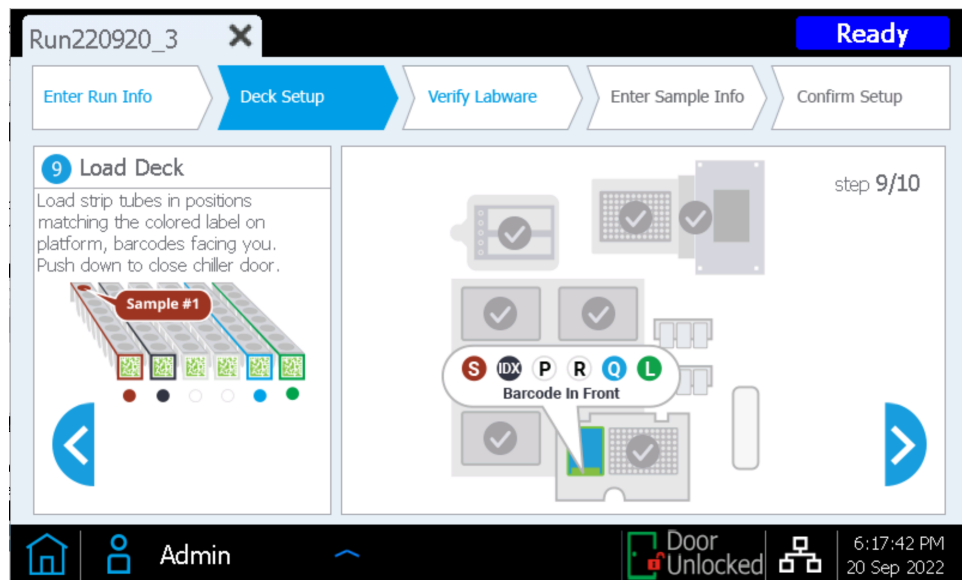 Run220920_3
Ready
Enter Run Info
Deck Setup
Verify Labware
Enter Sample Info
Confirm Setup
9 Load Deck
Load strip tubes in positions
matching the colored label on
platform, barcodes facing you.
Push down to close chiller door.
Sample #1
step 9/10
S IDX P R Q L
Barcode In Front
Admin
Door
Unlocked
6:17:42 PM
20 Sep 2022